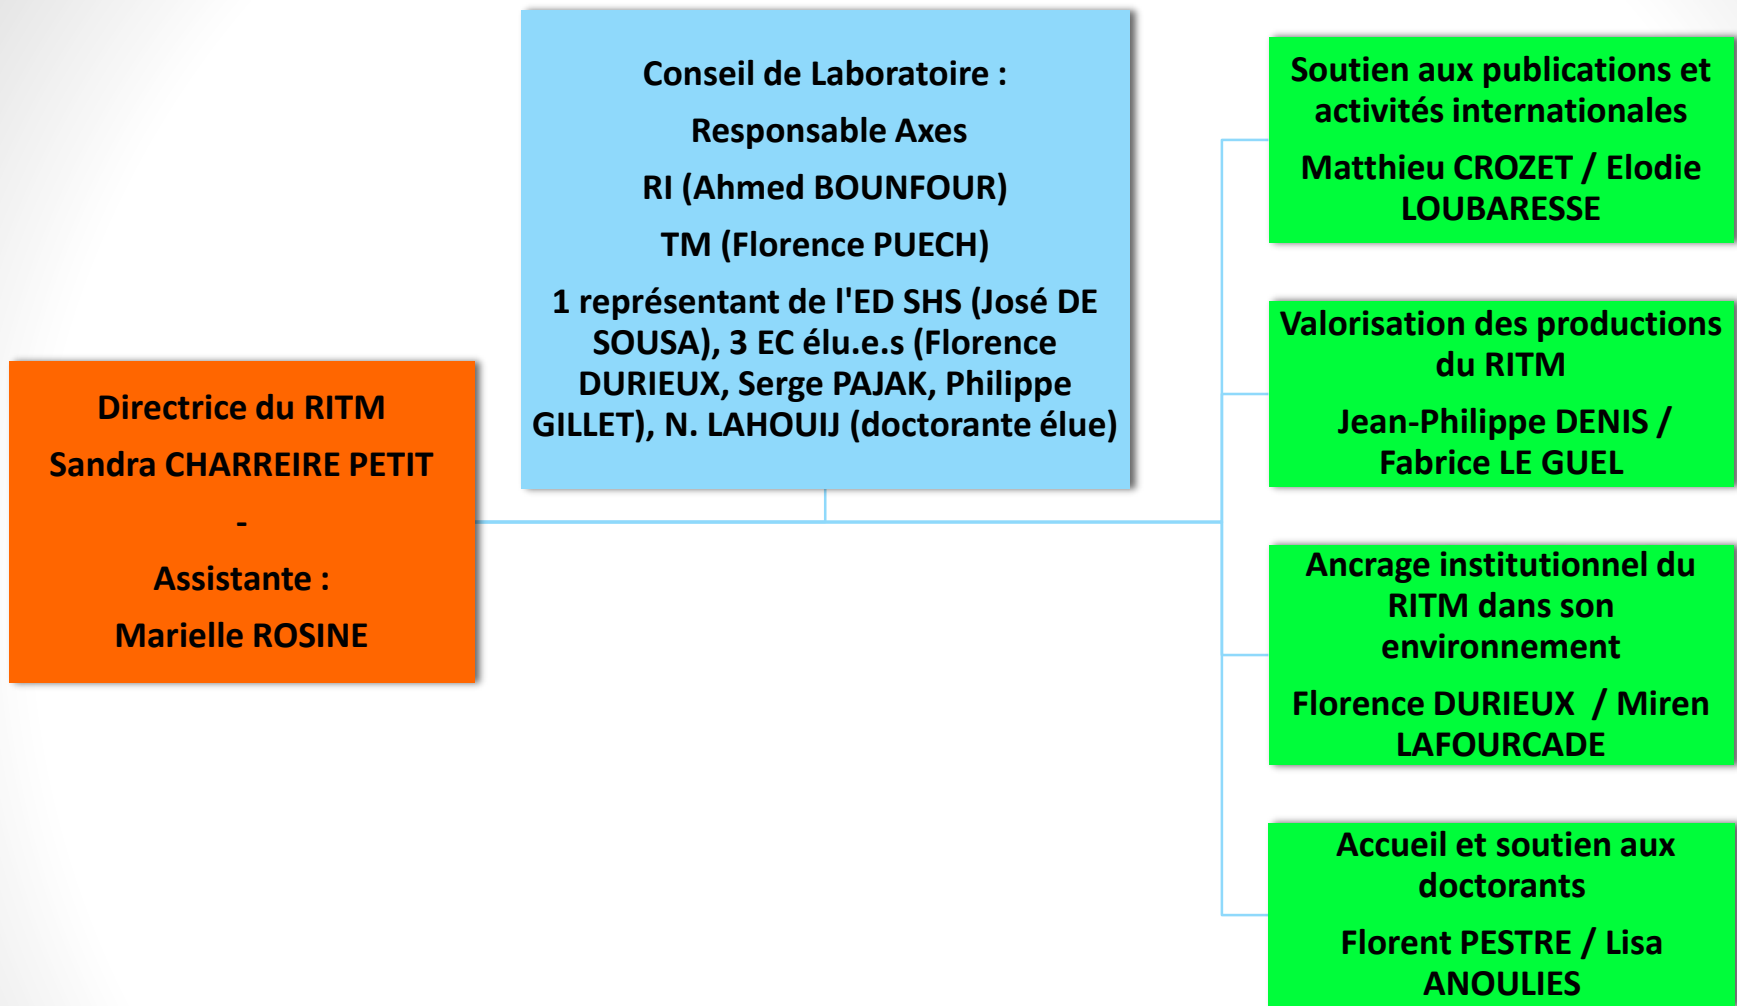 Directrice du RITM
Sandra CHARREIRE PETIT
-
Assistante :
Marielle ROSINE
Conseil de Laboratoire :
Responsable Axes
RI (Ahmed BOUNFOUR)
TM (Florence PUECH)
1 représentant de l'ED SHS (José DE
SOUSA), 3 EC élu.e.s (Florence
DURIEUX, Serge PAJAK, Philippe
GILLET), N. LAHOUIJ (doctorante élue)
Soutien aux publications et
activités internationales
Matthieu CROZET / Elodie
LOUBARESSE
Valorisation des productions
du RITM
Jean-Philippe DENIS /
Fabrice LE GUEL
Ancrage institutionnel du
RITM dans son
environnement
Florence DURIEUX / Miren
LAFOURCADE
Accueil et soutien aux
doctorants
Florent PESTRE / Lisa
ANOULIES